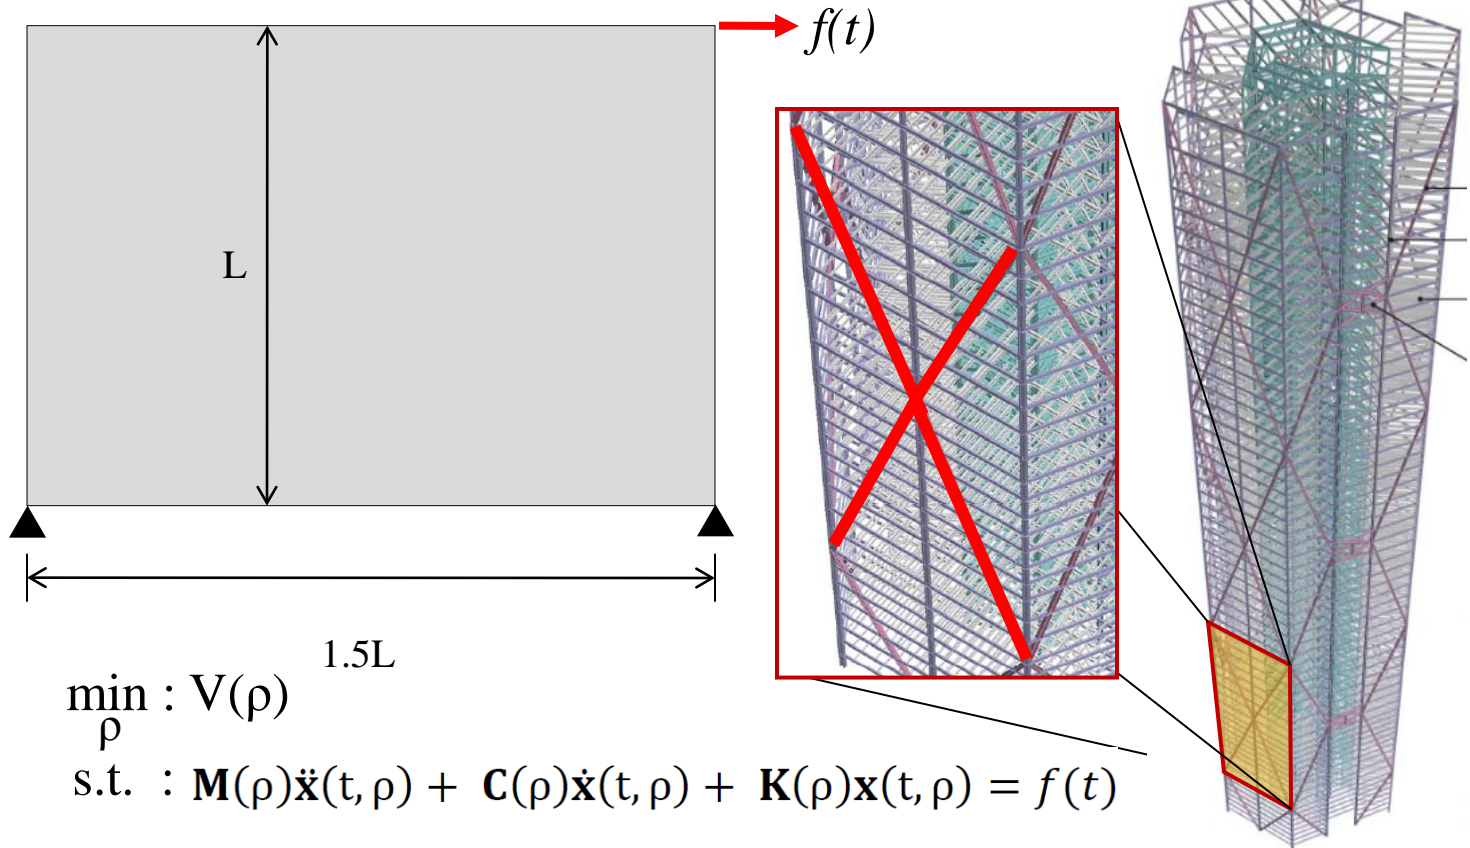 f(t)
L
1.5L
min : V(ρ)
ρ
s.t. : M(ρ)ẍ(t, ρ) + C(ρ)ẋ(t, ρ) + K(ρ)x(t, ρ) = f(t)